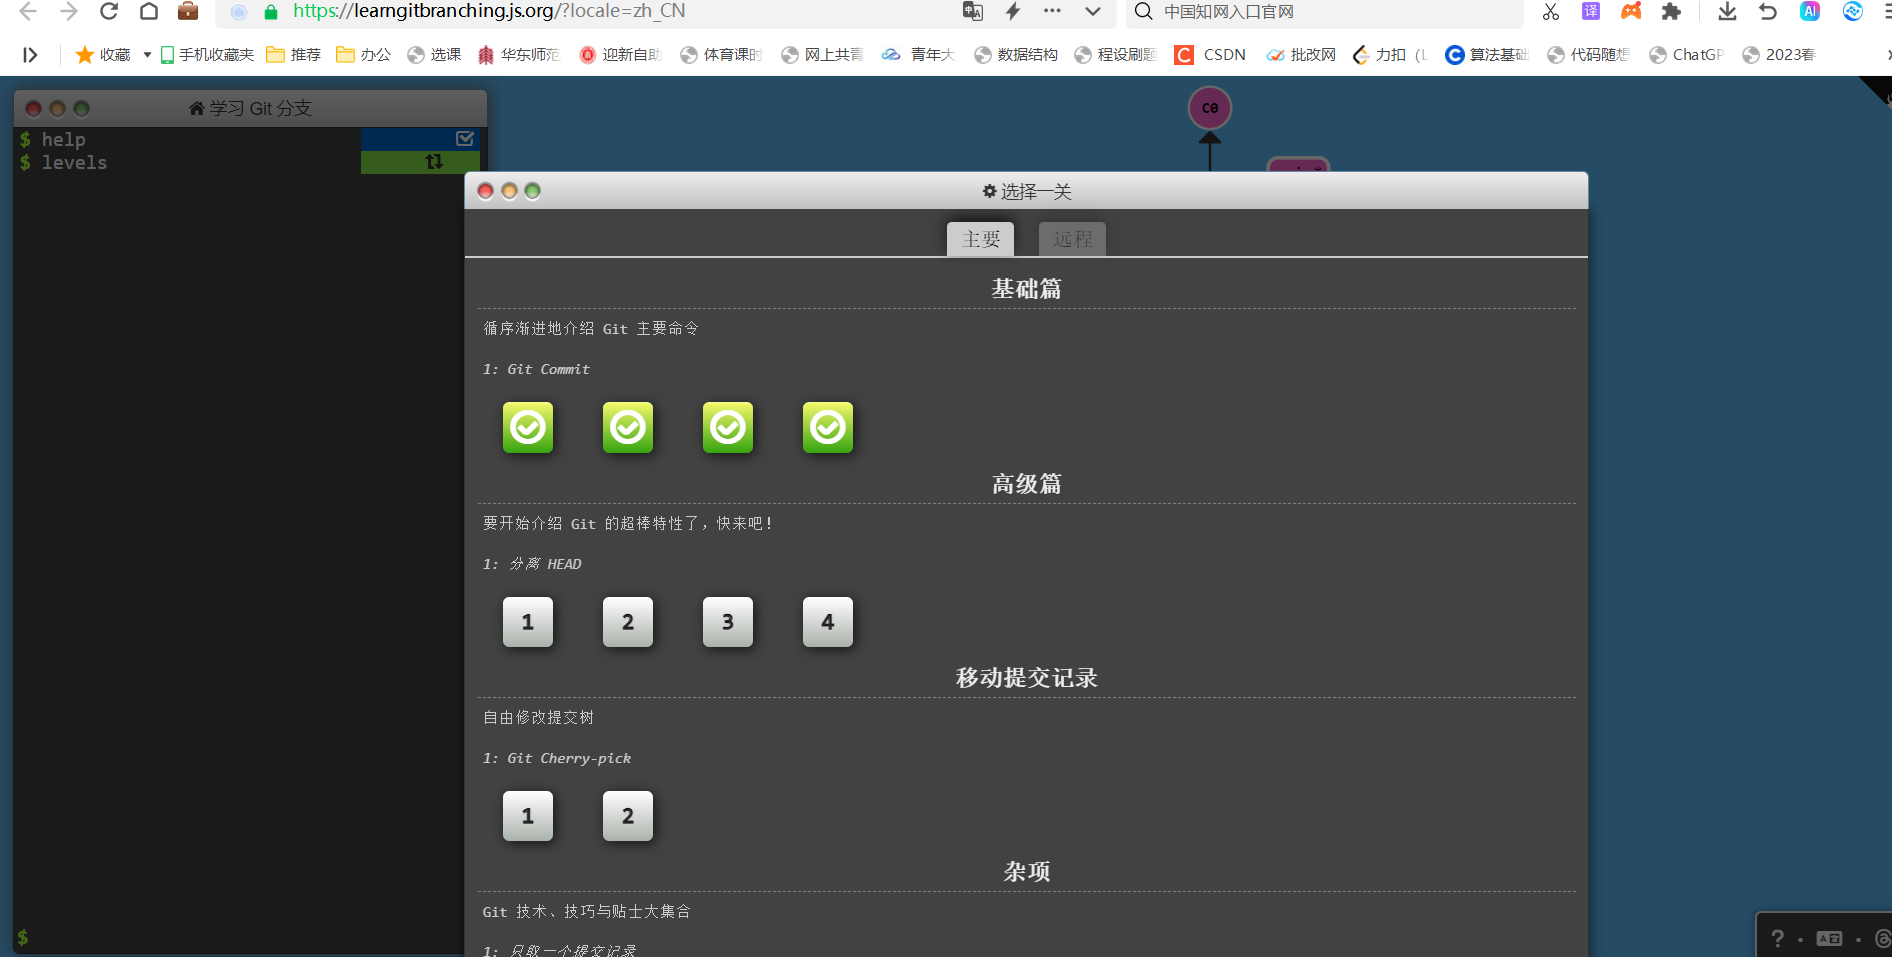 https://learngitbranching.js.org/?locale=zh_CN
中国知网入口官网
译
AI
收藏 手机收藏夹 推荐 办公 选课 华东师范 迎新自助 体育课时 网上共青 青年大 数据结构 程设刷题 CSDN 批改网 力扣 (L 算法基础 代码随想 ChatGP 2023春
学习 Git 分支
$ help
$ levels
C0
选择一关
主要 远程
基础篇
循序渐进地介绍 Git 主要命令
1: Git Commit
高级篇
要开始介绍 Git 的超棒特性了，快来吧！
1: 分离 HEAD
1 2 3 4
移动提交记录
自由修改提交树
1: Git Cherry-pick
1 2
杂项
Git 技术、技巧与贴士大集合
1: 只取一个提交记录
$
?